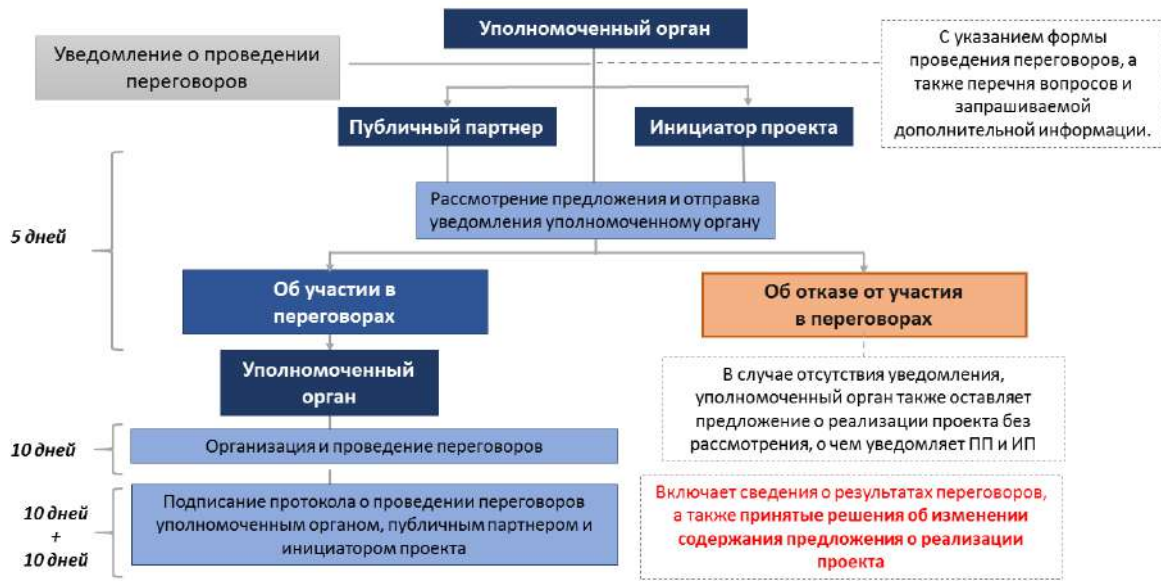 Уполномоченный орган
Уведомление о проведении
переговоров
С указанием формы
проведения переговоров, а
также перечня вопросов и
запрашиваемой
дополнительной информации.
Публичный партнер
Инициатор проекта
5 дней
Рассмотрение предложения и отправка
уведомления уполномоченному органу
Об участии в
переговорах
Об отказе от участия
в переговорах
Уполномоченный
орган
В случае отсутствия уведомления,
уполномоченный орган также оставляет
предложение о реализации проекта без
рассмотрения, о чем уведомляет ПП и ИП
10 дней
Организация и проведение переговоров
10 дней
+
10 дней
Подписание протокола о проведении переговоров
уполномоченным органом, публичным партнером и
инициатором проекта
Включает сведения о результатах переговоров,
а также принятые решения об изменении
содержания предложения о реализации
проекта